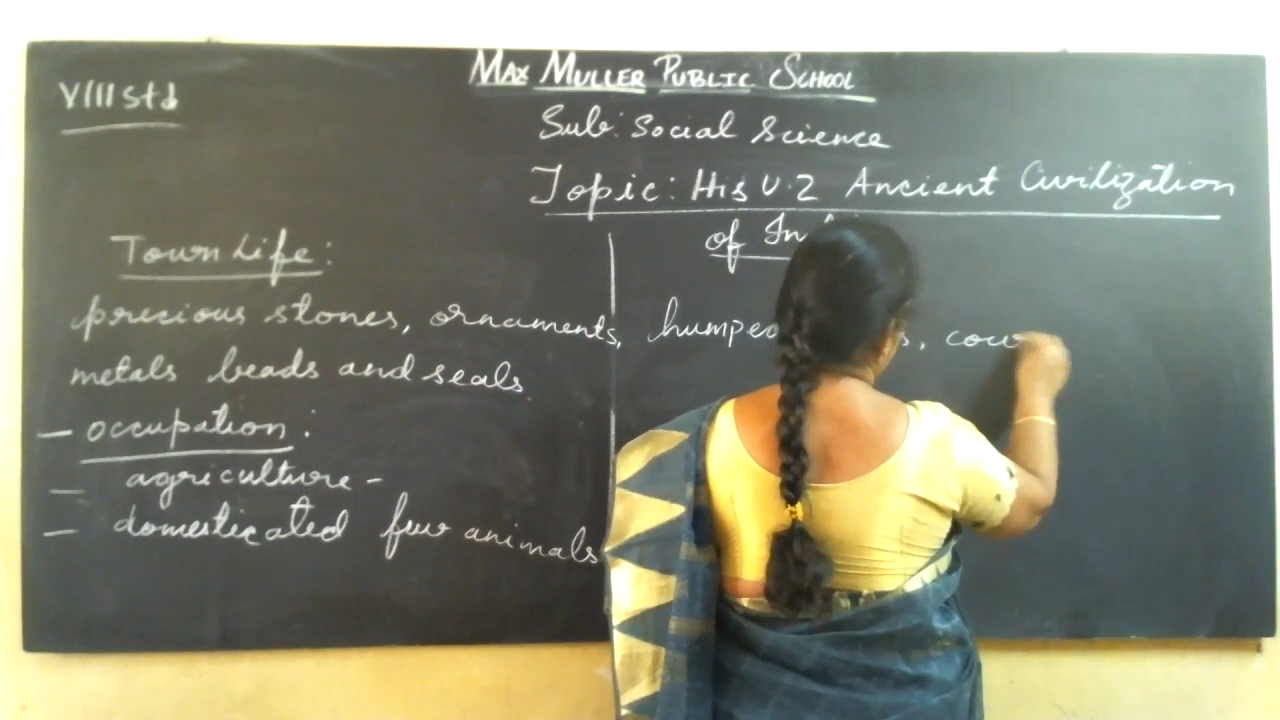 VIII Std
MAX MULLER PUBLIC SCHOOL
Sub: Social Science
Topic: His U.2 Ancient Civilization
of
Town Life:
precious stones, ornaments,
metals beads and seals.
— occupation:
— agriculture -
— domesticated few animals